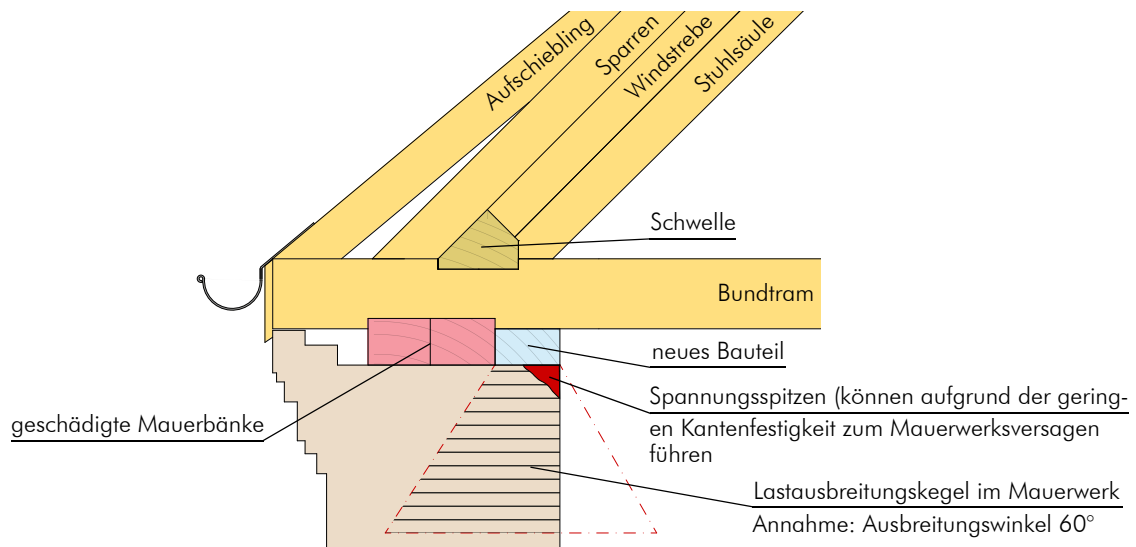 Aufschiebling
Sparren
Windstrebe
Stuhlsäule
Schwelle
Bundtram
neues Bauteil
geschädigte Mauerbänke
Spannungsspitzen (können aufgrund der gering-
en Kantenfestigkeit zum Mauerwerksversagen
führen
Lastausbreitungskegel im Mauerwerk
Annahme: Ausbreitungswinkel 60°